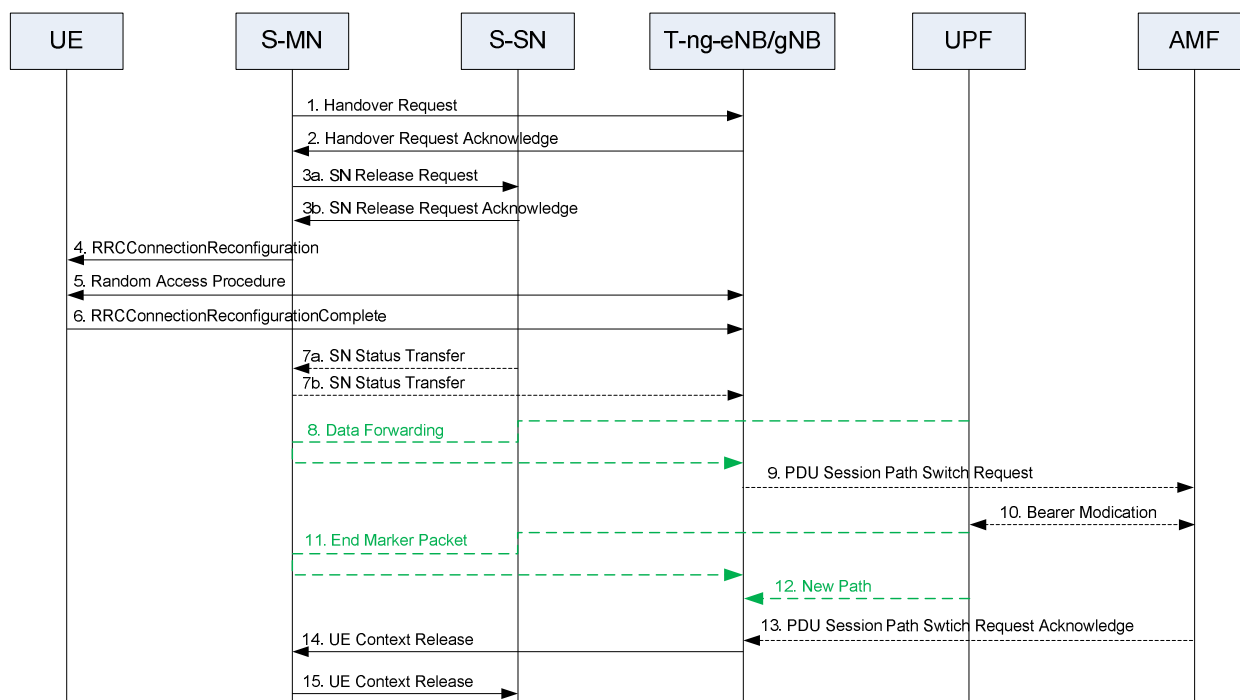 UE
S-MN
S-SN
T-ng-eNB/gNB
UPF
AMF
1. Handover Request
2. Handover Request Acknowledge
3a. SN Release Request
3b. SN Release Request Acknowledge
4. RRCConnectionReconfiguration
5. Random Access Procedure
6. RRCConnectionReconfigurationComplete
7a. SN Status Transfer
7b. SN Status Transfer
8. Data Forwarding
9. PDU Session Path Switch Request
10. Bearer Modication
11. End Marker Packet
12. New Path
13. PDU Session Path Swtich Request Acknowledge
14. UE Context Release
15. UE Context Release